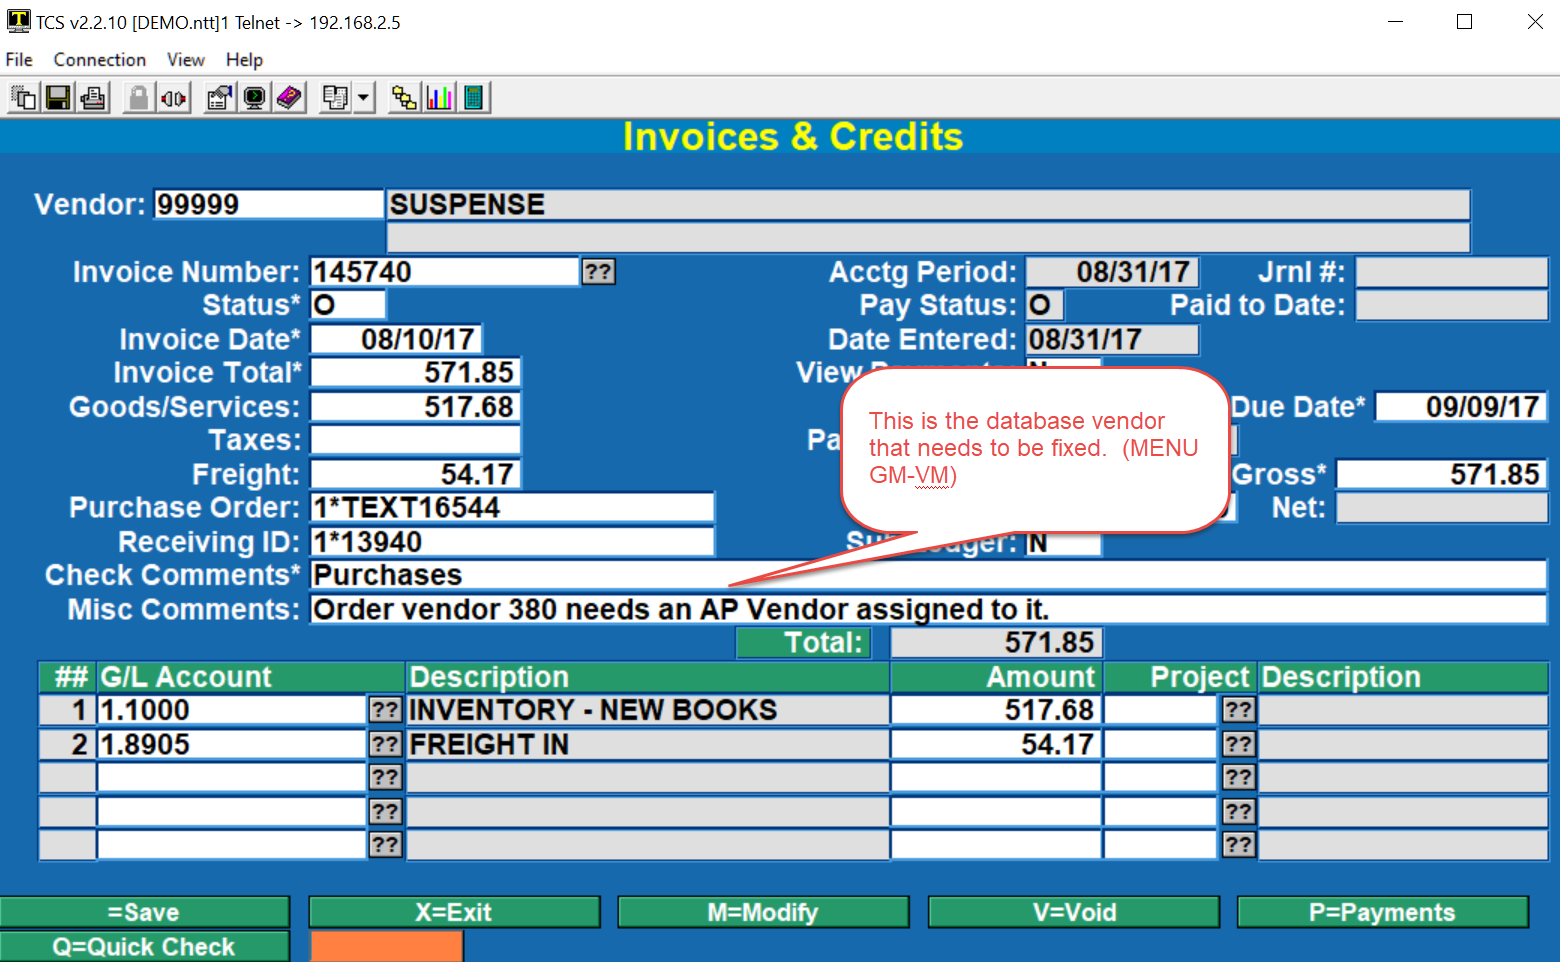 TCS v2.2.10 [DEMO.ntt]1 Telnet -> 192.168.2.5
File Connection View Help
Invoices & Credits
Vendor: 99999 SUSPENSE
Invoice Number: 145740 ?? Acctg Period: 08/31/17 Jrnl #:
Status* O Pay Status: O Paid to Date:
Invoice Date* 08/10/17 Date Entered: 08/31/17
Invoice Total* 571.85 View
Goods/Services: 517.68 Due Date* 09/09/17
Taxes:
Freight: 54.17 Gross* 571.85
Purchase Order: 1*TEXT16544 Net:
Receiving ID: 1*13940 N
This is the database vendor
that needs to be fixed. (MENU
GM-VM)
Check Comments* Purchases
Misc Comments: Order vendor 380 needs an AP Vendor assigned to it.
Total: 571.85
## G/L Account Description Amount Project Description
1 1.1000 ?? INVENTORY - NEW BOOKS 517.68 ??
2 1.8905 ?? FREIGHT IN 54.17 ??
?? ??
?? ??
?? ??
=Save X=Exit M=Modify V=Void P=Payments
Q=Quick Check